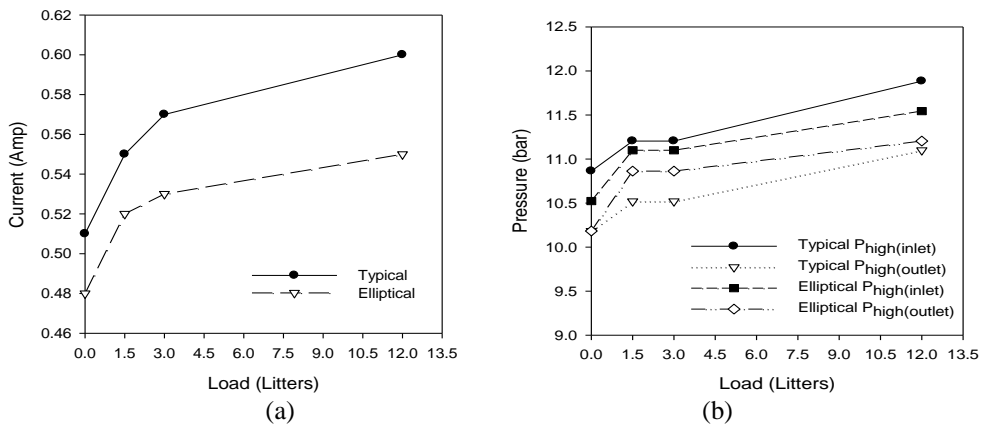 0.62
0.60
0.58
0.56
0.54
0.52
0.50
0.48
0.46
Current (Amp)
Typical
Elliptical
0.0 1.5 3.0 4.5 6.0 7.5 9.0 10.5 12.0 13.5
Load (Litters)
(a)
12.5
12.0
11.5
11.0
10.5
10.0
9.5
9.0
Pressure (bar)
Typical Phigh(inlet)
Typical Phigh(outlet)
Elliptical Phigh(inlet)
Elliptical Phigh(outlet)
0.0 1.5 3.0 4.5 6.0 7.5 9.0 10.5 12.0 13.5
Load (Litters)
(b)